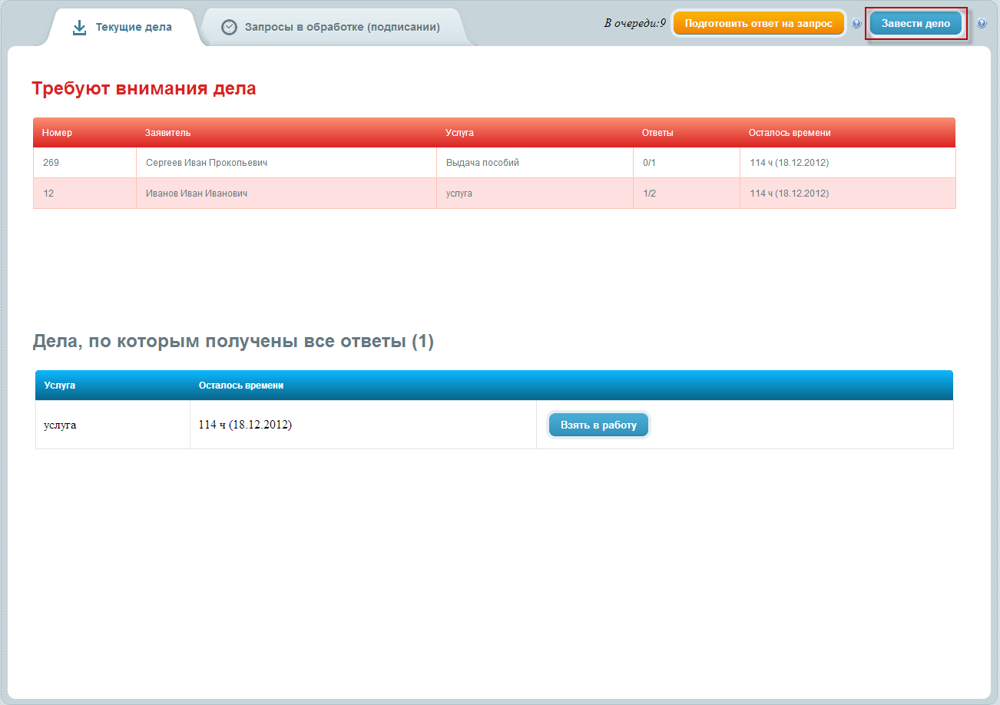 Текущие дела
Запросы в обработке (подписании)
В очереди:9
Подготовить ответ на запрос
Завести дело
Требуют внимания дела
Номер Заявитель Услуга Ответы Осталось времени
269 Сергеев Иван Прокопьевич Выдача пособий 0/1 114 ч (18.12.2012)
12 Иванов Иван Иванович услуга 1/2 114 ч (18.12.2012)
Дела, по которым получены все ответы (1)
Услуга Осталось времени
услуга 114 ч (18.12.2012) Взять в работу